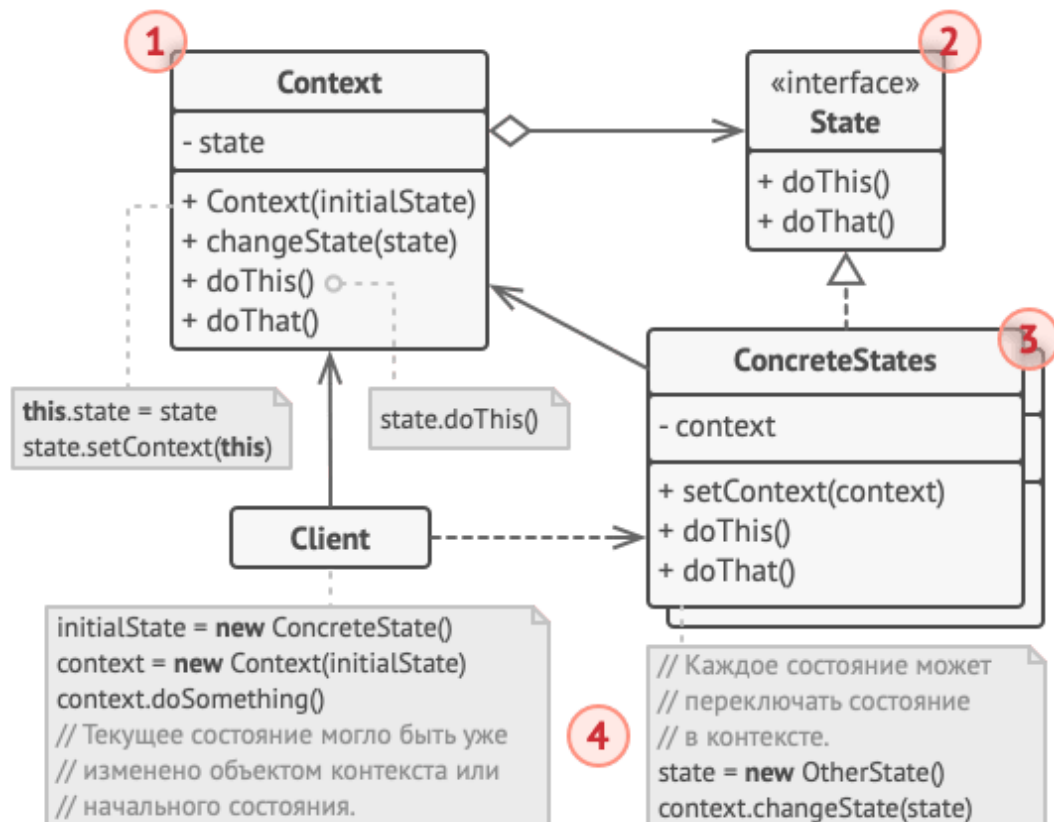 1
Context
- state
+ Context(initialState)
+ changeState(state)
+ doThis()
+ doThat()
2
«interface»
State
+ doThis()
+ doThat()
3
ConcreteStates
- context
+ setContext(context)
+ doThis()
+ doThat()
this.state = state
state.setContext(this)
state.doThis()
Client
initialState = new ConcreteState()
context = new Context(initialState)
context.doSomething()
// Текущее состояние могло быть уже
// изменено объектом контекста или
// начального состояния.
4
// Каждое состояние может
// переключать состояние
// в контексте.
state = new OtherState()
context.changeState(state)